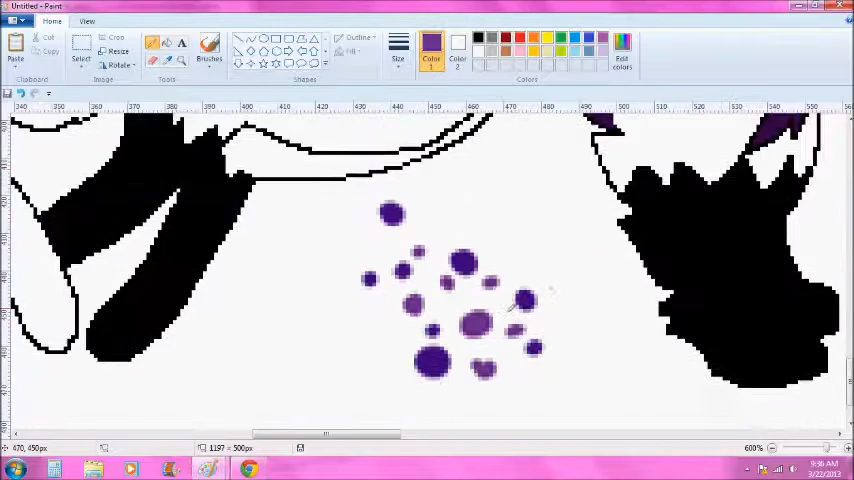 Untitled - Paint
Home View
Paste
Cut
Copy
Clipboard
Select
Crop
Resize
Rotate
Image
Tools
Brushes
Shapes
Outline
Fill
Size
Color 1
Color 2
Colors
Edit colors
340 350 360 370 380 390 400 410 420 430 440 450 460 470 480 490 500 510 520 530 540 550 560
470, 450px
1197 × 500px
600%
9:36 AM
3/22/2013